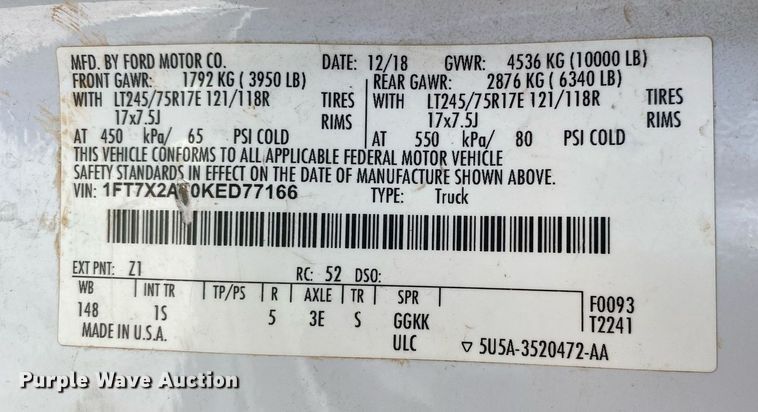 MFD. BY FORD MOTOR CO. DATE: 12/18 GVWR: 4536 KG (10000 LB)
FRONT GAWR: 1792 KG ( 3950 LB) REAR GAWR: 2876 KG ( 6340 LB)
WITH LT245/75R17E 121/118R TIRES WITH LT245/75R17E 121/118R TIRES
17x7.5J RIMS 17x7.5J RIMS
AT 450 kPa/ 65 PSI COLD AT 550 kPa/ 80 PSI COLD
THIS VEHICLE CONFORMS TO ALL APPLICABLE FEDERAL MOTOR VEHICLE
SAFETY STANDARDS IN EFFECT ON THE DATE OF MANUFACTURE SHOWN ABOVE.
VIN: TYPE: Truck
EXT PNT: Z1 RC: 52 DSO:
WB INT TR TP/PS R AXLE TR SPR F0093
148 1S 5 3E S GGKK T2241
MADE IN U.S.A. ULC ▽ 5U5A-3520472-AA
Purple Wave Auction